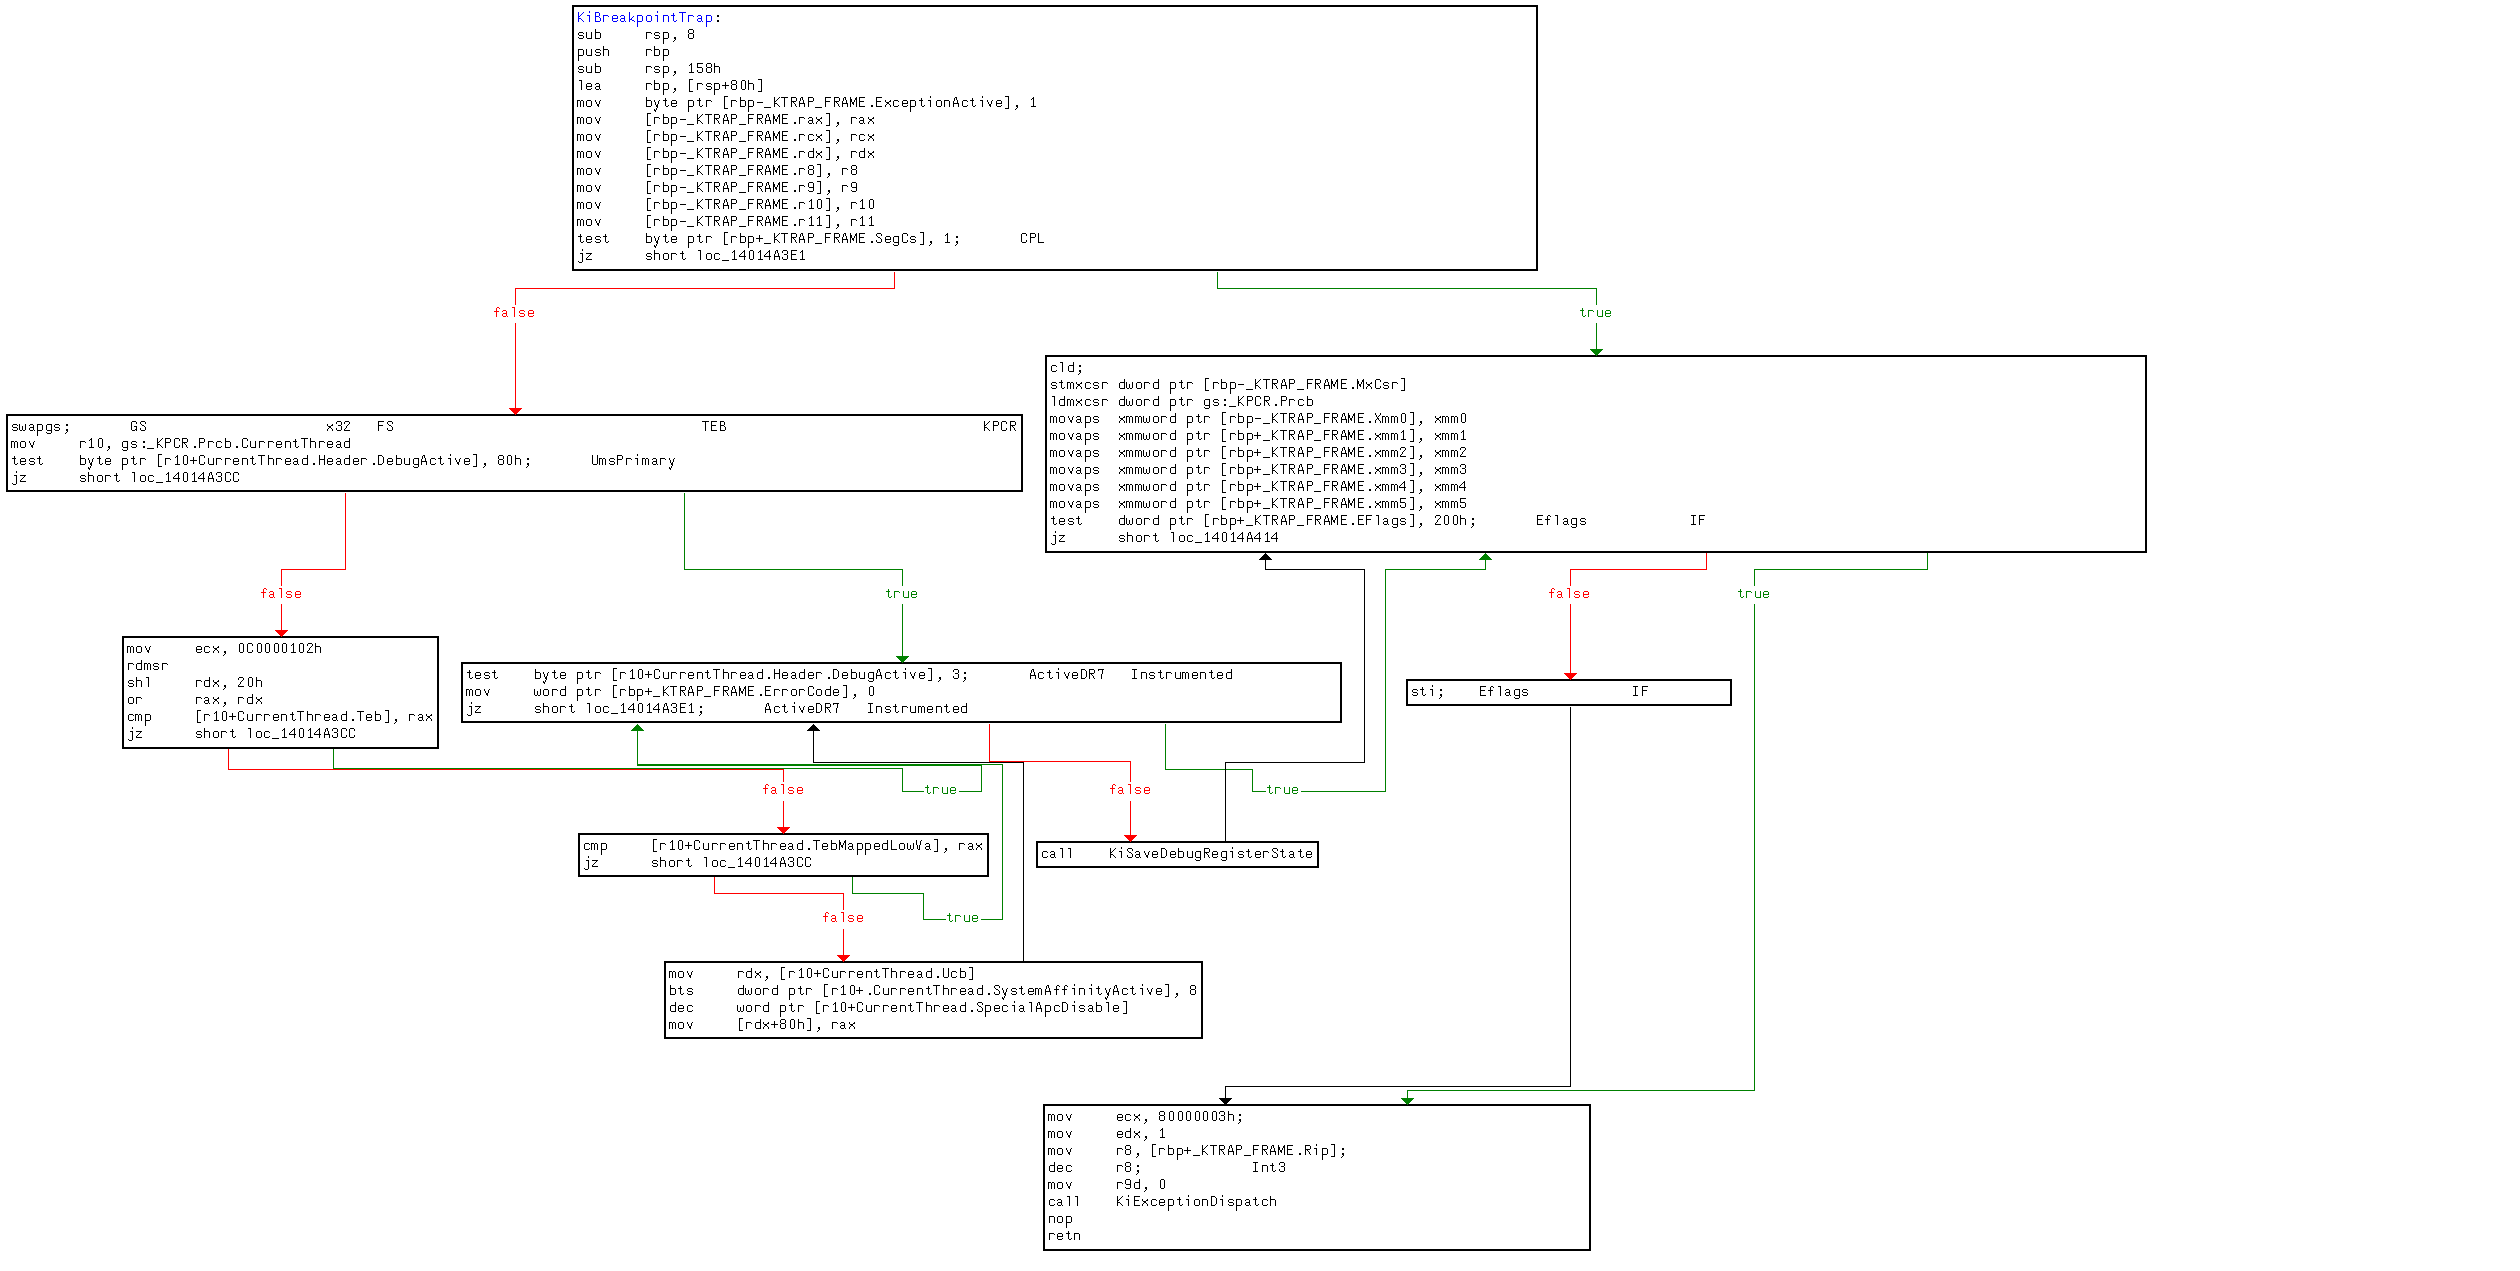 KiBreakpointTrap:
sub rsp, 8
push rbp
sub rsp, 158h
lea rbp, [rsp+80h]
mov byte ptr [rbp-_KTRAP_FRAME.ExceptionActive], 1
mov [rbp-_KTRAP_FRAME.rax], rax
mov [rbp-_KTRAP_FRAME.rcx], rcx
mov [rbp-_KTRAP_FRAME.rdx], rdx
mov [rbp-_KTRAP_FRAME.r8], r8
mov [rbp-_KTRAP_FRAME.r9], r9
mov [rbp-_KTRAP_FRAME.r10], r10
mov [rbp-_KTRAP_FRAME.r11], r11
test byte ptr [rbp+_KTRAP_FRAME.SegCs], 1; CPL
jz short loc_14014A3E1
false
true
cld;
stmxcsr dword ptr [rbp-_KTRAP_FRAME.MxCsr]
ldmxcsr dword ptr gs:_KPCR.Prcb
movaps xmmword ptr [rbp-_KTRAP_FRAME.Xmm0], xmm0
movaps xmmword ptr [rbp+_KTRAP_FRAME.xmm1], xmm1
movaps xmmword ptr [rbp+_KTRAP_FRAME.xmm2], xmm2
movaps xmmword ptr [rbp+_KTRAP_FRAME.xmm3], xmm3
movaps xmmword ptr [rbp+_KTRAP_FRAME.xmm4], xmm4
movaps xmmword ptr [rbp+_KTRAP_FRAME.xmm5], xmm5
test dword ptr [rbp+_KTRAP_FRAME.EFlags], 200h; Eflags IF
jz short loc_14014A414
swapgs; GS x32 FS TEB KPCR
mov r10, gs:_KPCR.Prcb.CurrentThread
test byte ptr [r10+CurrentThread.Header.DebugActive], 80h; UmsPrimary
jz short loc_14014A3CC
false
true
false
true
mov ecx, 0C0000102h
rdmsr
shl rdx, 20h
or rax, rdx
cmp [r10+CurrentThread.Teb], rax
jz short loc_14014A3CC
test byte ptr [r10+CurrentThread.Header.DebugActive], 3; ActiveDR7 Instrumented
mov word ptr [rbp+_KTRAP_FRAME.ErrorCode], 0
jz short loc_14014A3E1; ActiveDR7 Instrumented
sti; Eflags IF
false
true
false
true
cmp [r10+CurrentThread.TebMappedLowVa], rax
jz short loc_14014A3CC
call KiSaveDebugRegisterState
false
true
mov rdx, [r10+CurrentThread.Ucb]
bts dword ptr [r10+.CurrentThread.SystemAffinityActive], 8
dec word ptr [r10+CurrentThread.SpecialApcDisable]
mov [rdx+80h], rax
mov ecx, 80000003h;
mov edx, 1
mov r8, [rbp+_KTRAP_FRAME.Rip];
dec r8; Int3
mov r9d, 0
call KiExceptionDispatch
nop
retn